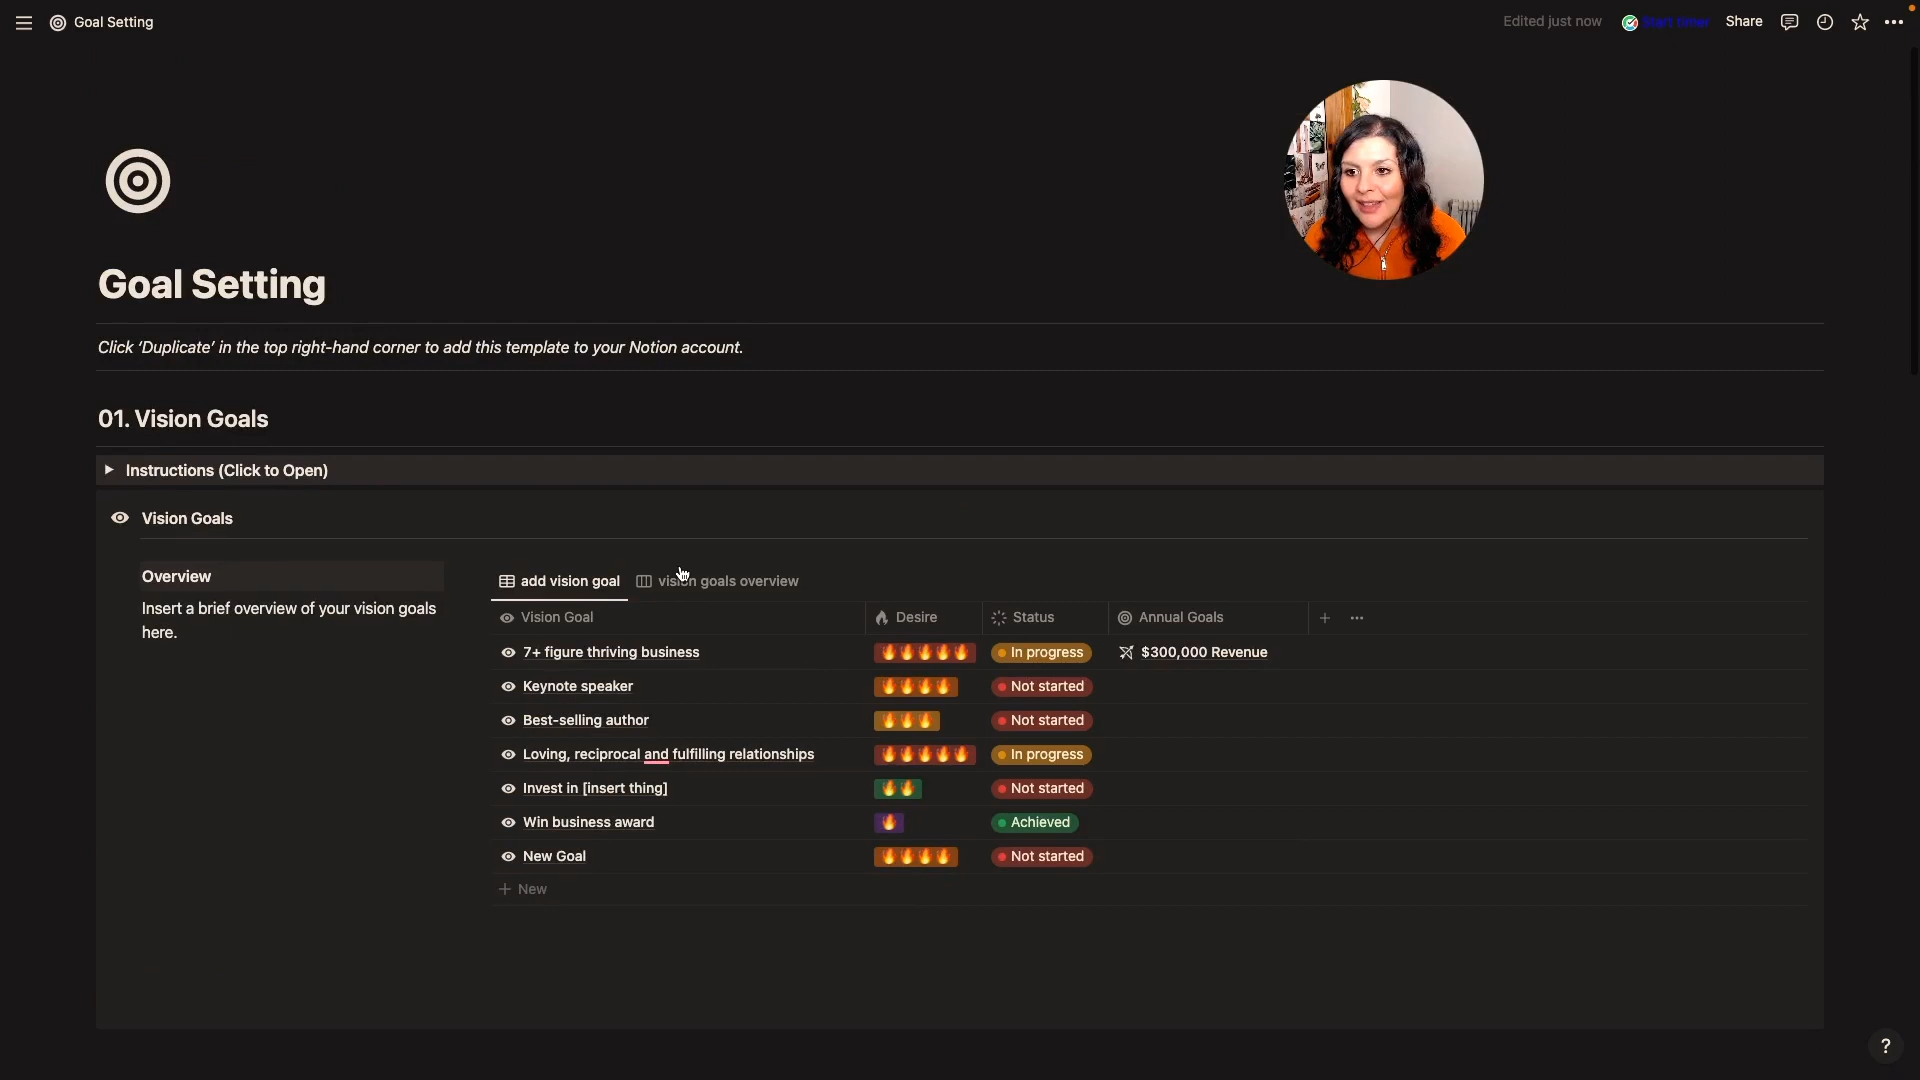 Goal Setting
Edited just now
Start timer
Share
Goal Setting
Click ‘Duplicate’ in the top right-hand corner to add this template to your Notion account.
01. Vision Goals
Instructions (Click to Open)
Vision Goals
Overview
Insert a brief overview of your vision goals
here.
add vision goal
vision goals overview
Vision Goal Desire Status Annual Goals
7+ figure thriving business In progress $300,000 Revenue
Keynote speaker Not started
Best-selling author Not started
Loving, reciprocal and fulfilling relationships In progress
Invest in [insert thing] Not started
Win business award Achieved
New Goal Not started
+ New
?